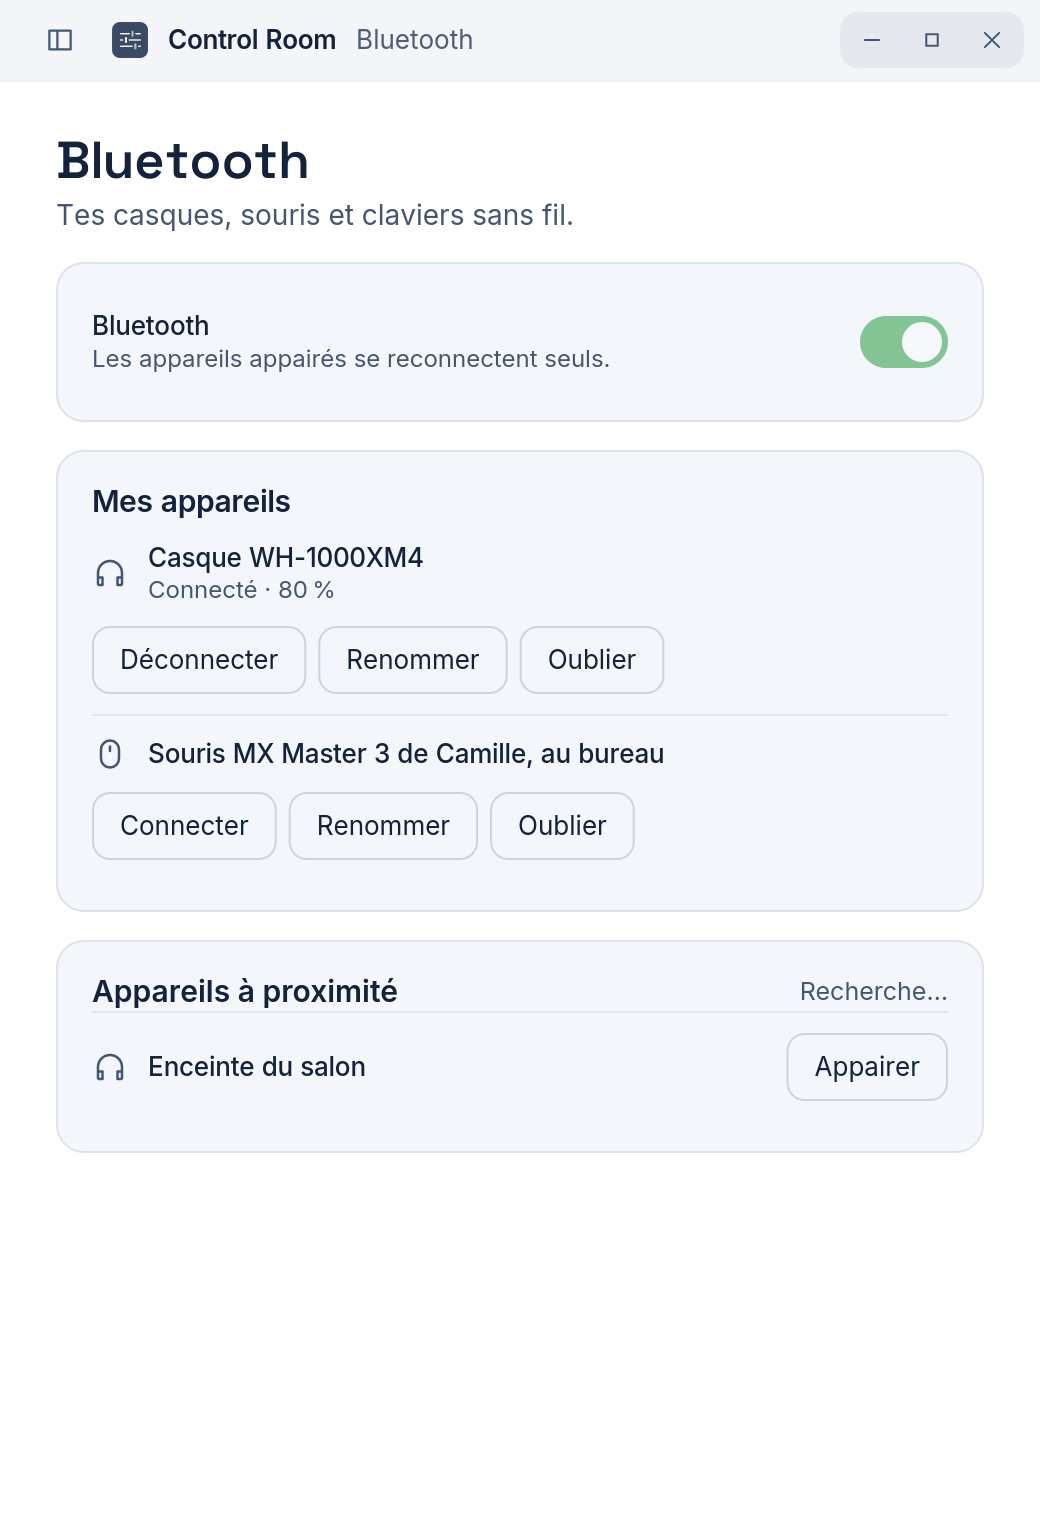 Control Room Bluetooth
Bluetooth
Tes casques, souris et claviers sans fil.
Bluetooth
Les appareils appairés se reconnectent seuls.
Mes appareils
Casque WH-1000XM4
Connecté · 80 %
Déconnecter Renommer Oublier
Souris MX Master 3 de Camille, au bureau
Connecter Renommer Oublier
Appareils à proximité Recherche...
Enceinte du salon Appairer